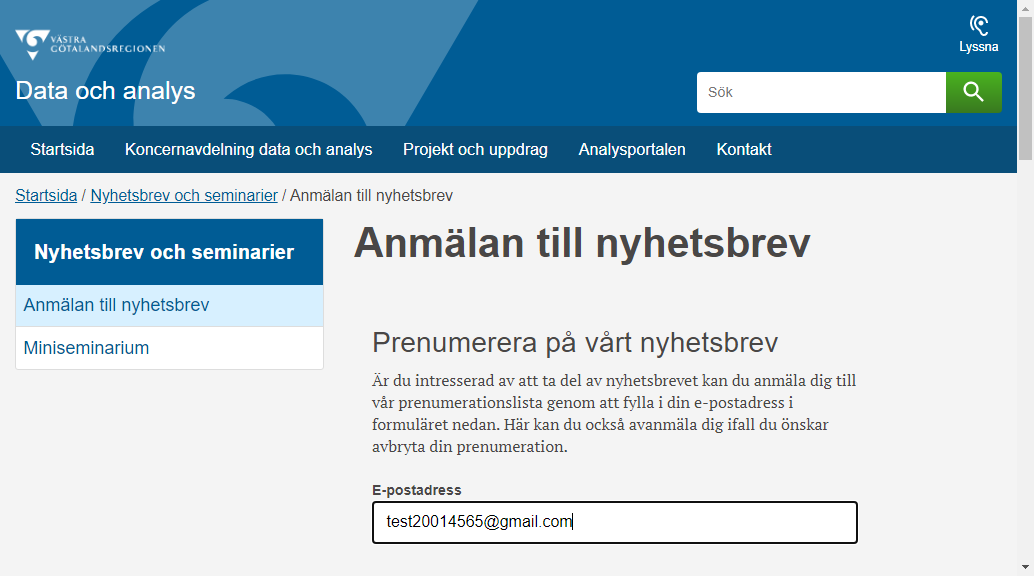 VÄSTRA
GÖTALANDSREGIONEN
Lyssna
Data och analys
Sök
Startsida Koncernavdelning data och analys Projekt och uppdrag Analysportalen Kontakt
Startsida / Nyhetsbrev och seminarier / Anmälan till nyhetsbrev
Nyhetsbrev och seminarier
Anmälan till nyhetsbrev
Miniseminarium
Anmälan till nyhetsbrev
Prenumerera på vårt nyhetsbrev
Är du intresserad av att ta del av nyhetsbrevet kan du anmäla dig till
vår prenumerationslista genom att fylla i din e-postadress i
formuläret nedan. Här kan du också avanmäla dig ifall du önskar
avbryta din prenumeration.
E-postadress
test20014565@gmail.com